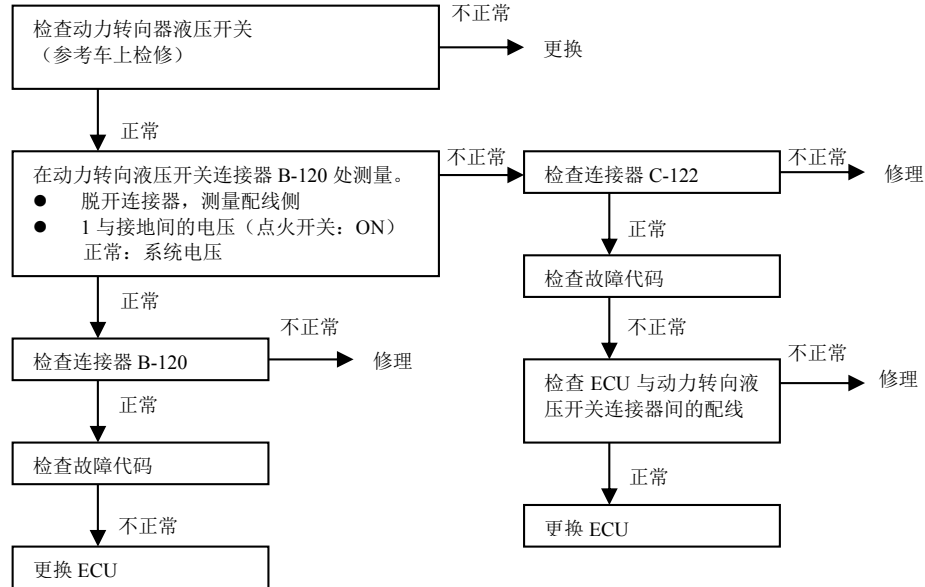 不正常
检查动力转向器液压开关
（参考车上检修）
更换
正常
在动力转向液压开关连接器 B-120 处测量。
● 脱开连接器，测量配线侧
● 1 与接地间的电压（点火开关：ON）
正常：系统电压
不正常
检查连接器 C-122
不正常
修理
正常
检查故障代码
不正常
检查 ECU 与动力转向液
压开关连接器间的配线
不正常
修理
正常
更换 ECU
正常
检查连接器 B-120
不正常
修理
正常
检查故障代码
不正常
更换 ECU